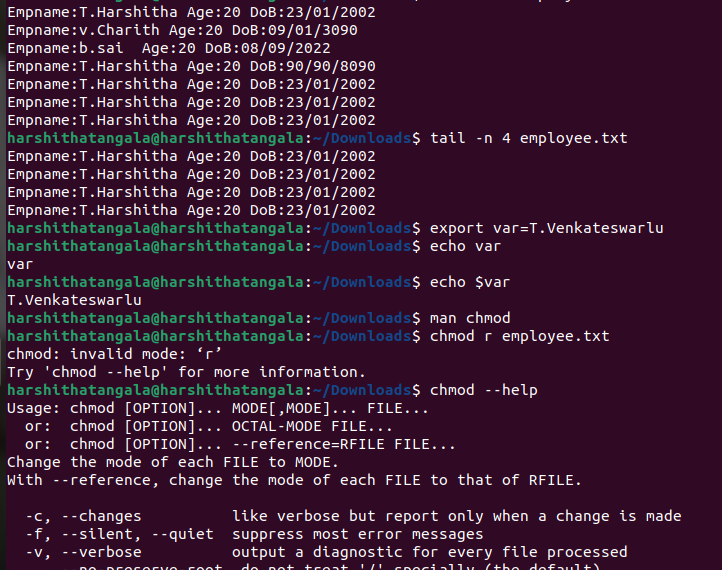 Empname:T.Harshitha Age:20 DoB:23/01/2002
Empname:v.Charith Age:20 DoB:09/01/3090
Empname:b.sai  Age:20 DoB:08/09/2022
Empname:T.Harshitha Age:20 DoB:90/90/8090
Empname:T.Harshitha Age:20 DoB:23/01/2002
Empname:T.Harshitha Age:20 DoB:23/01/2002
Empname:T.Harshitha Age:20 DoB:23/01/2002
harshithatangala@harshithatangala:~/Downloads$ tail -n 4 employee.txt
Empname:T.Harshitha Age:20 DoB:23/01/2002
Empname:T.Harshitha Age:20 DoB:23/01/2002
Empname:T.Harshitha Age:20 DoB:23/01/2002
Empname:T.Harshitha Age:20 DoB:23/01/2002
harshithatangala@harshithatangala:~/Downloads$ export var=T.Venkateswarlu
harshithatangala@harshithatangala:~/Downloads$ echo var
var
harshithatangala@harshithatangala:~/Downloads$ echo $var
T.Venkateswarlu
harshithatangala@harshithatangala:~/Downloads$ man chmod
harshithatangala@harshithatangala:~/Downloads$ chmod r employee.txt
chmod: invalid mode: ‘r’
Try 'chmod --help' for more information.
harshithatangala@harshithatangala:~/Downloads$ chmod --help
Usage: chmod [OPTION]... MODE[,MODE]... FILE...
  or:  chmod [OPTION]... OCTAL-MODE FILE...
  or:  chmod [OPTION]... --reference=RFILE FILE...
Change the mode of each FILE to MODE.
With --reference, change the mode of each FILE to that of RFILE.
  -c, --changes          like verbose but report only when a change is made
  -f, --silent, --quiet  suppress most error messages
  -v, --verbose          output a diagnostic for every file processed
no-preserve-root  do not treat '/' specially (the default)